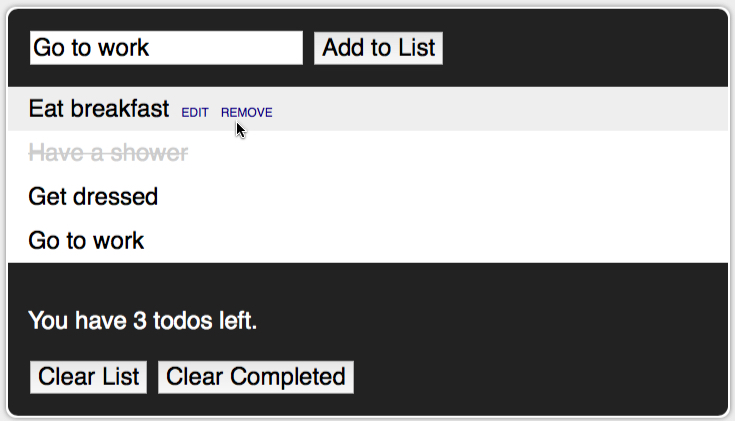 Go to work Add to List
Eat breakfast EDIT REMOVE
Have a shower
Get dressed
Go to work
You have 3 todos left.
Clear List Clear Completed